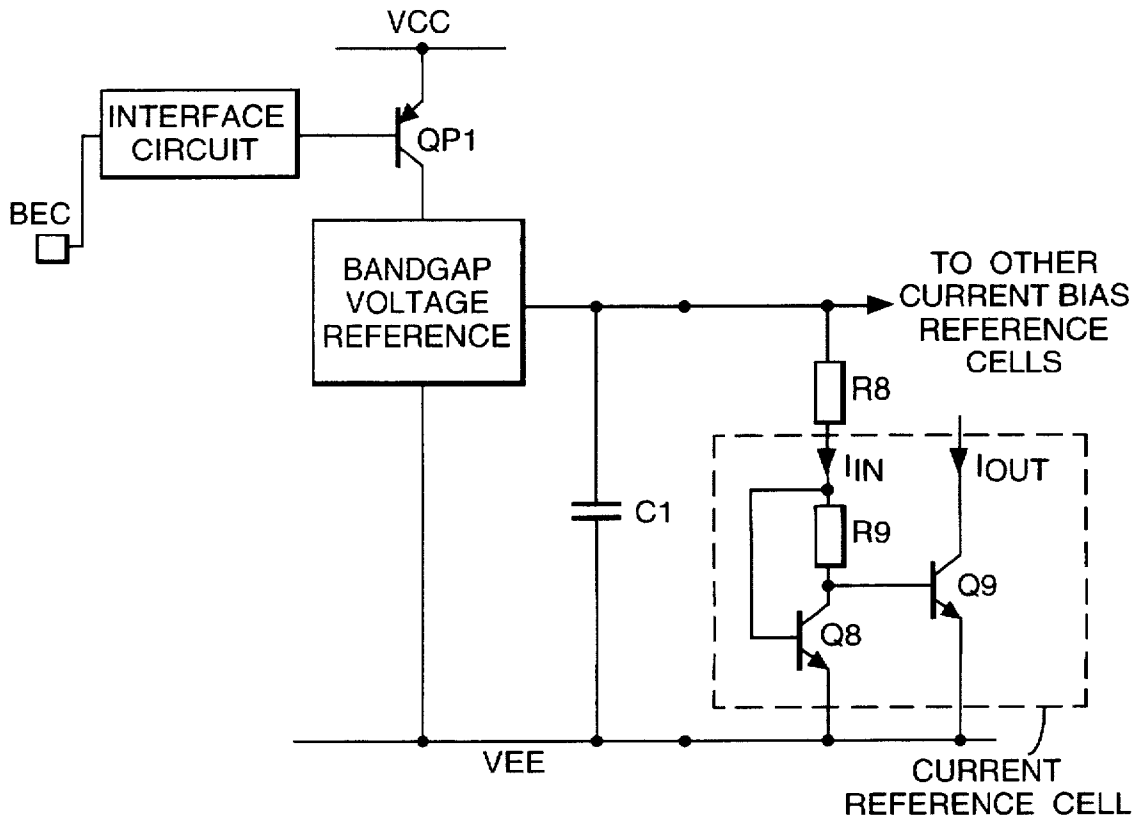 VCC
INTERFACE
CIRCUIT
QP1
BEC
BANDGAP
VOLTAGE
REFERENCE
TO OTHER
CURRENT BIAS
REFERENCE
CELLS
R8
IIN
IOUT
C1
R9
Q9
Q8
VEE
CURRENT
REFERENCE CELL